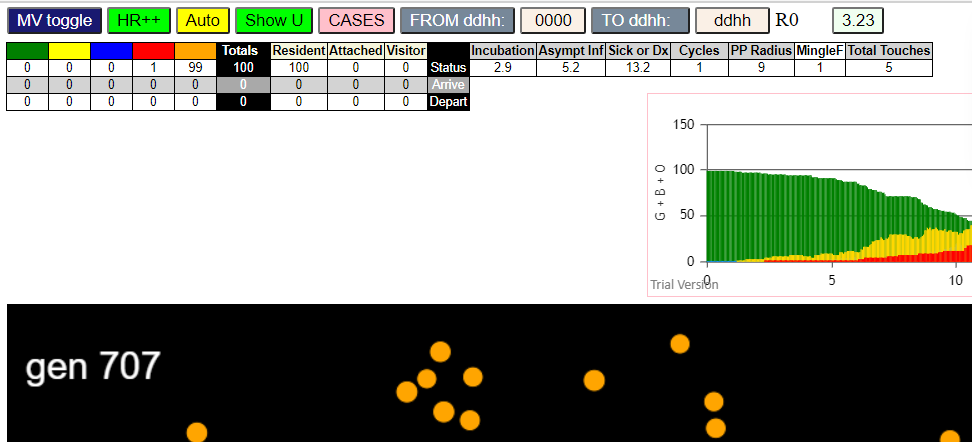 MV toggle HR++ Auto Show U CASES FROM ddhh: 0000 TO ddhh: ddhh R0 3.23
Totals Resident Attached Visitor Incubation Asympt Inf Sick or Dx Cycles PP Radius MingleF Total Touches
0 0 0 1 99 100 100 0 0 Status 2.9 5.2 13.2 1 9 1 5
0 0 0 0 0 0 0 0 0 Arrive
0 0 0 0 0 0 0 0 0 Depart
150
100
50
0
G + B + O
0 5 10
Trial Version
gen 707